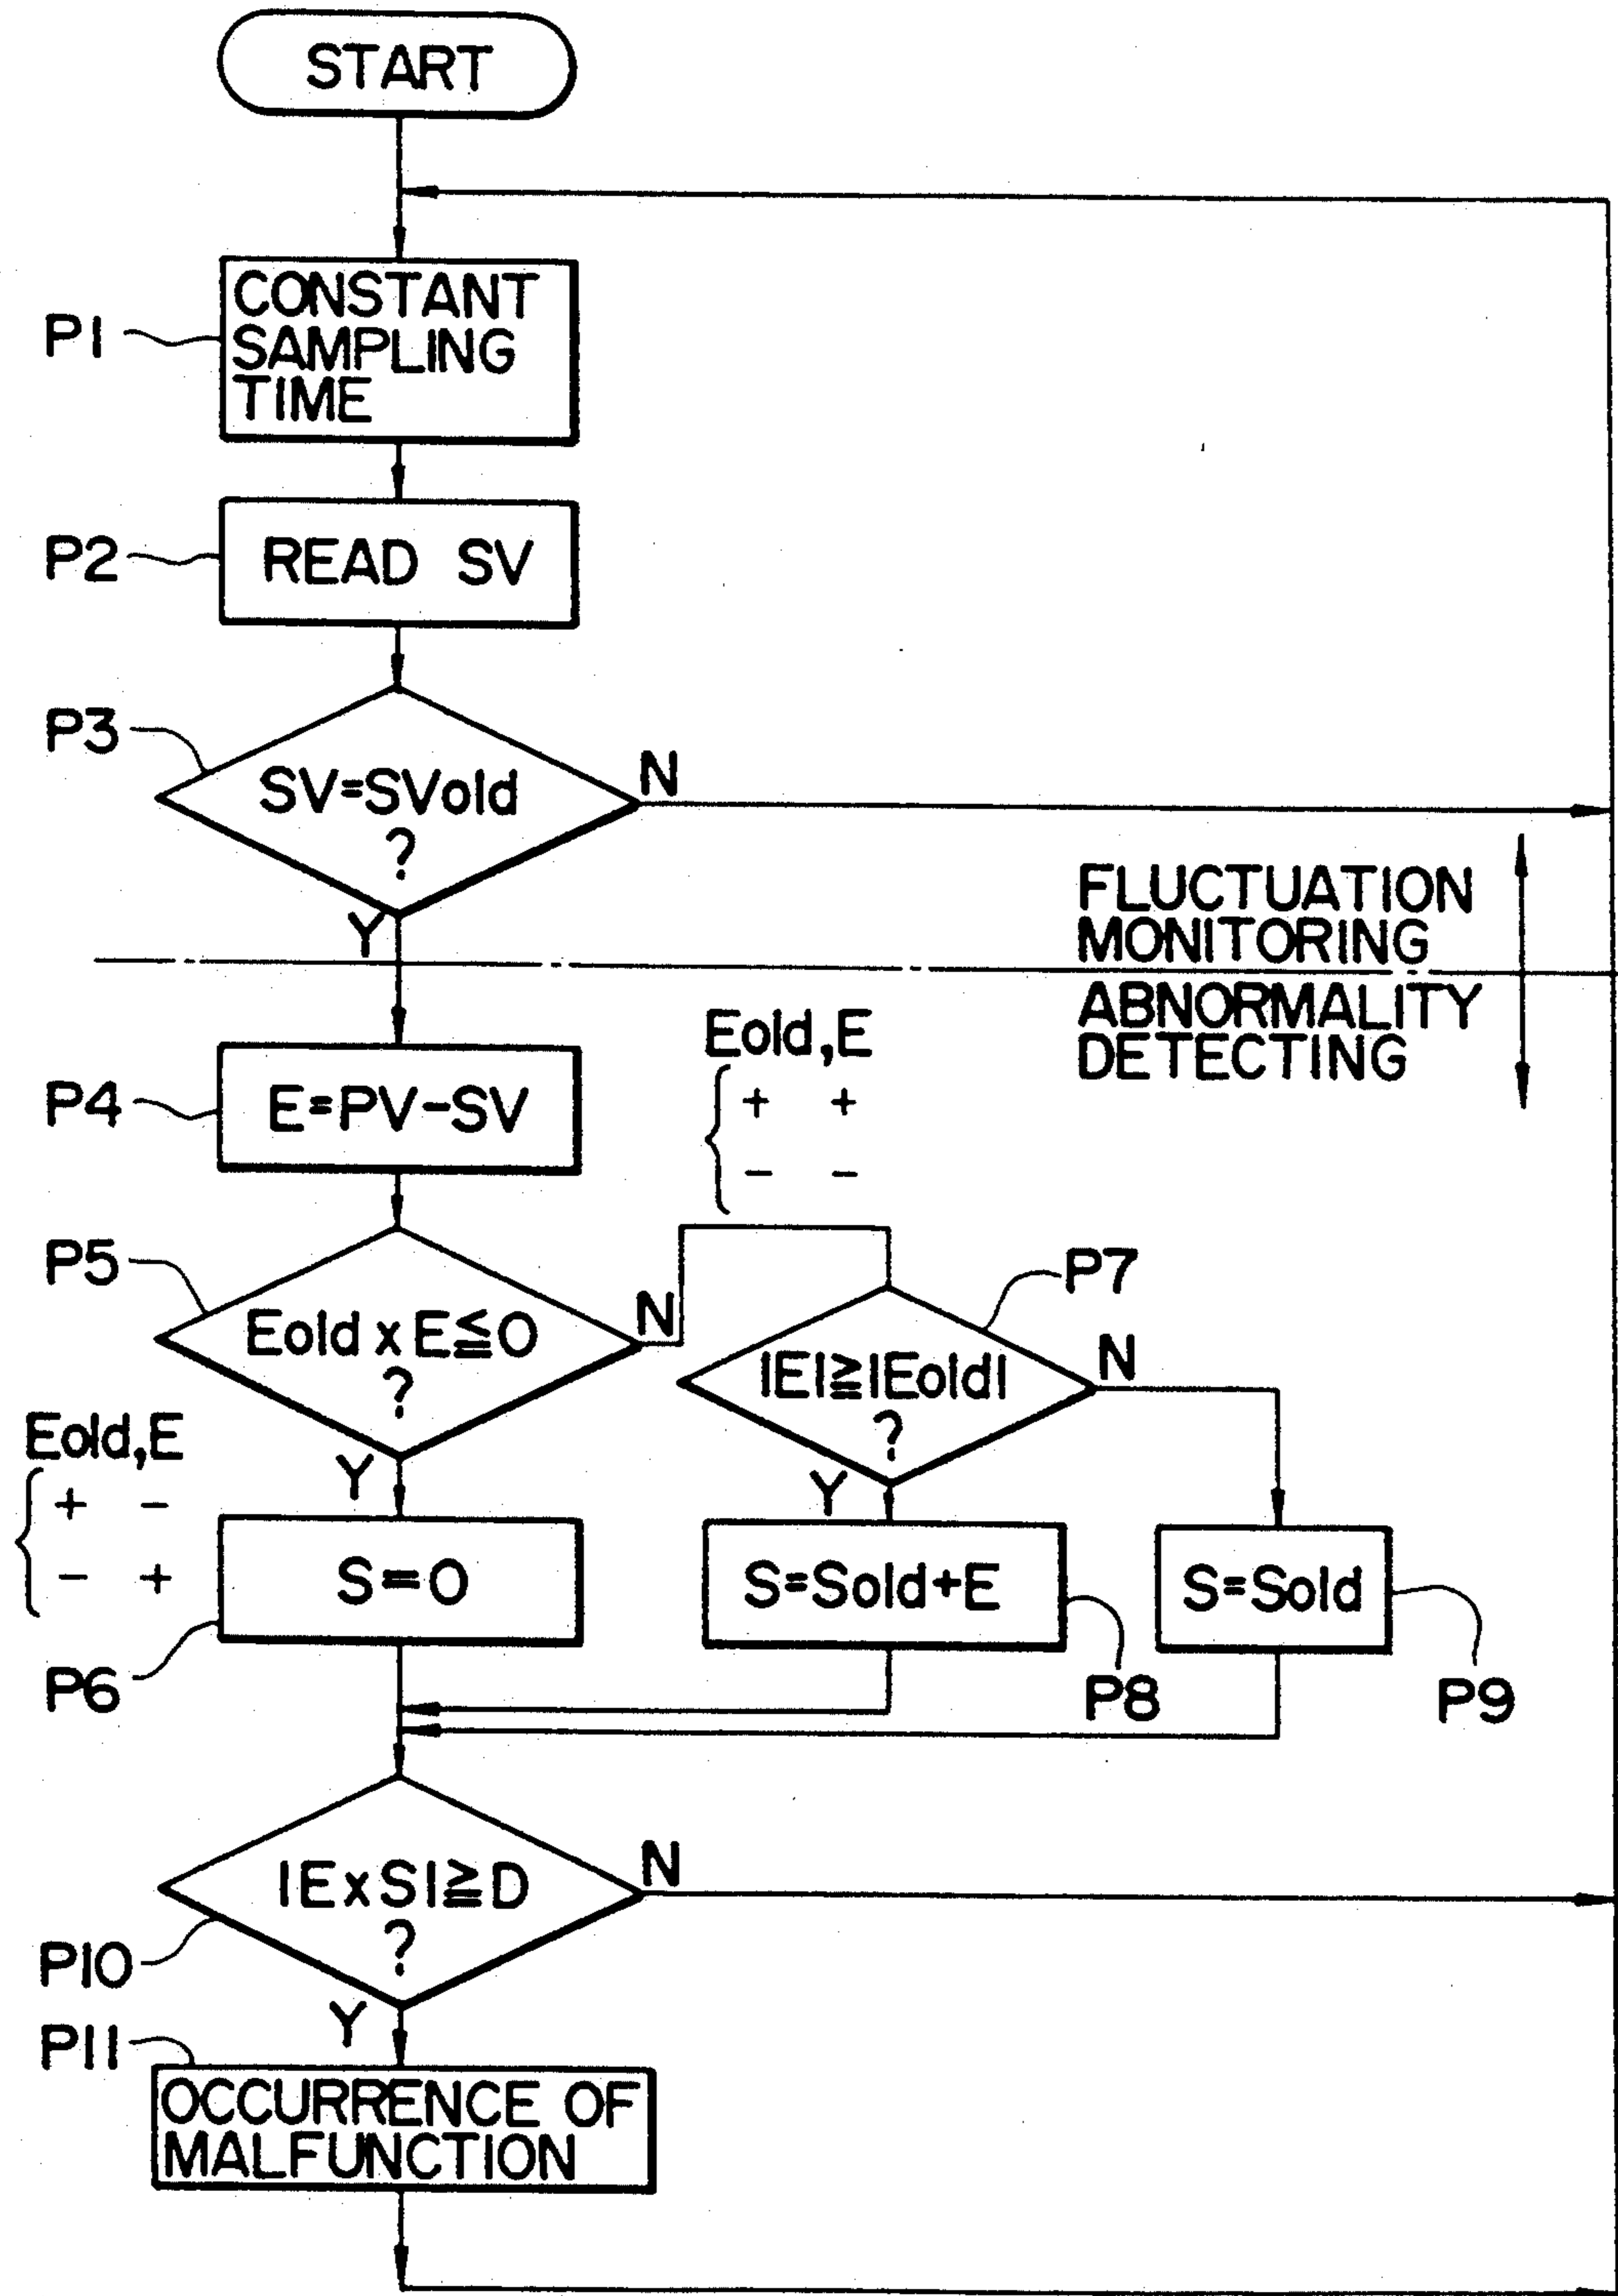 START
CONSTANT
SAMPLING
TIME
P1
READ SV
P2
P3
SV=SVold
?
N
Y
FLUCTUATION
MONITORING
ABNORMALITY
DETECTING
Eold,E
+ +
- -
P4
E=PV-SV
P5
Eold x E≦0
?
N
Y
P7
|E|≧|Eold|
?
N
Y
Eold,E
+ -
- +
S=0
S=Sold+E
S=Sold
P6
P8
P9
|E x S|≧D
?
N
P10
Y
P11
OCCURRENCE OF
MALFUNCTION